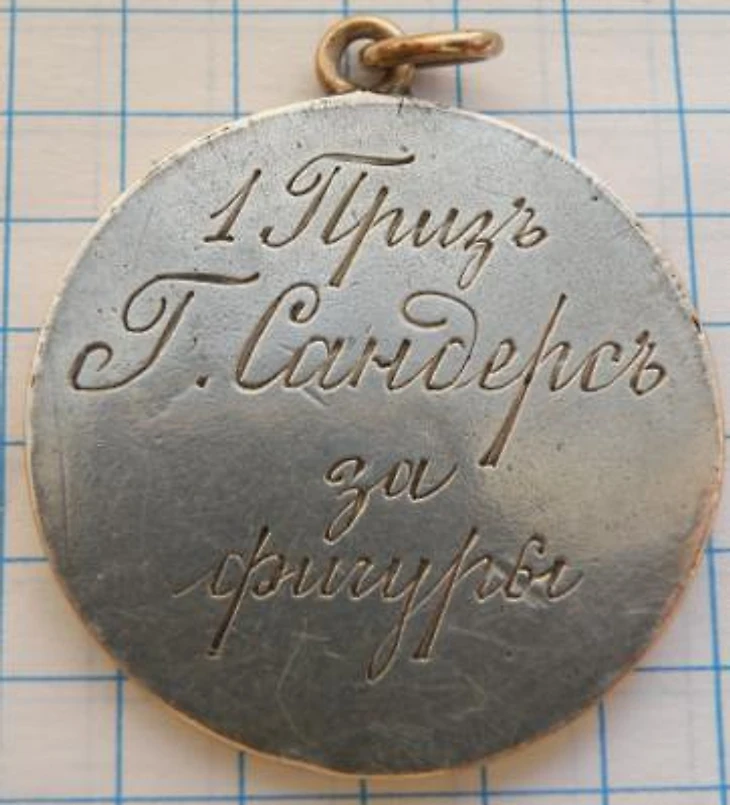 1 Призъ
Г. Сандерсъ
за
фигуры